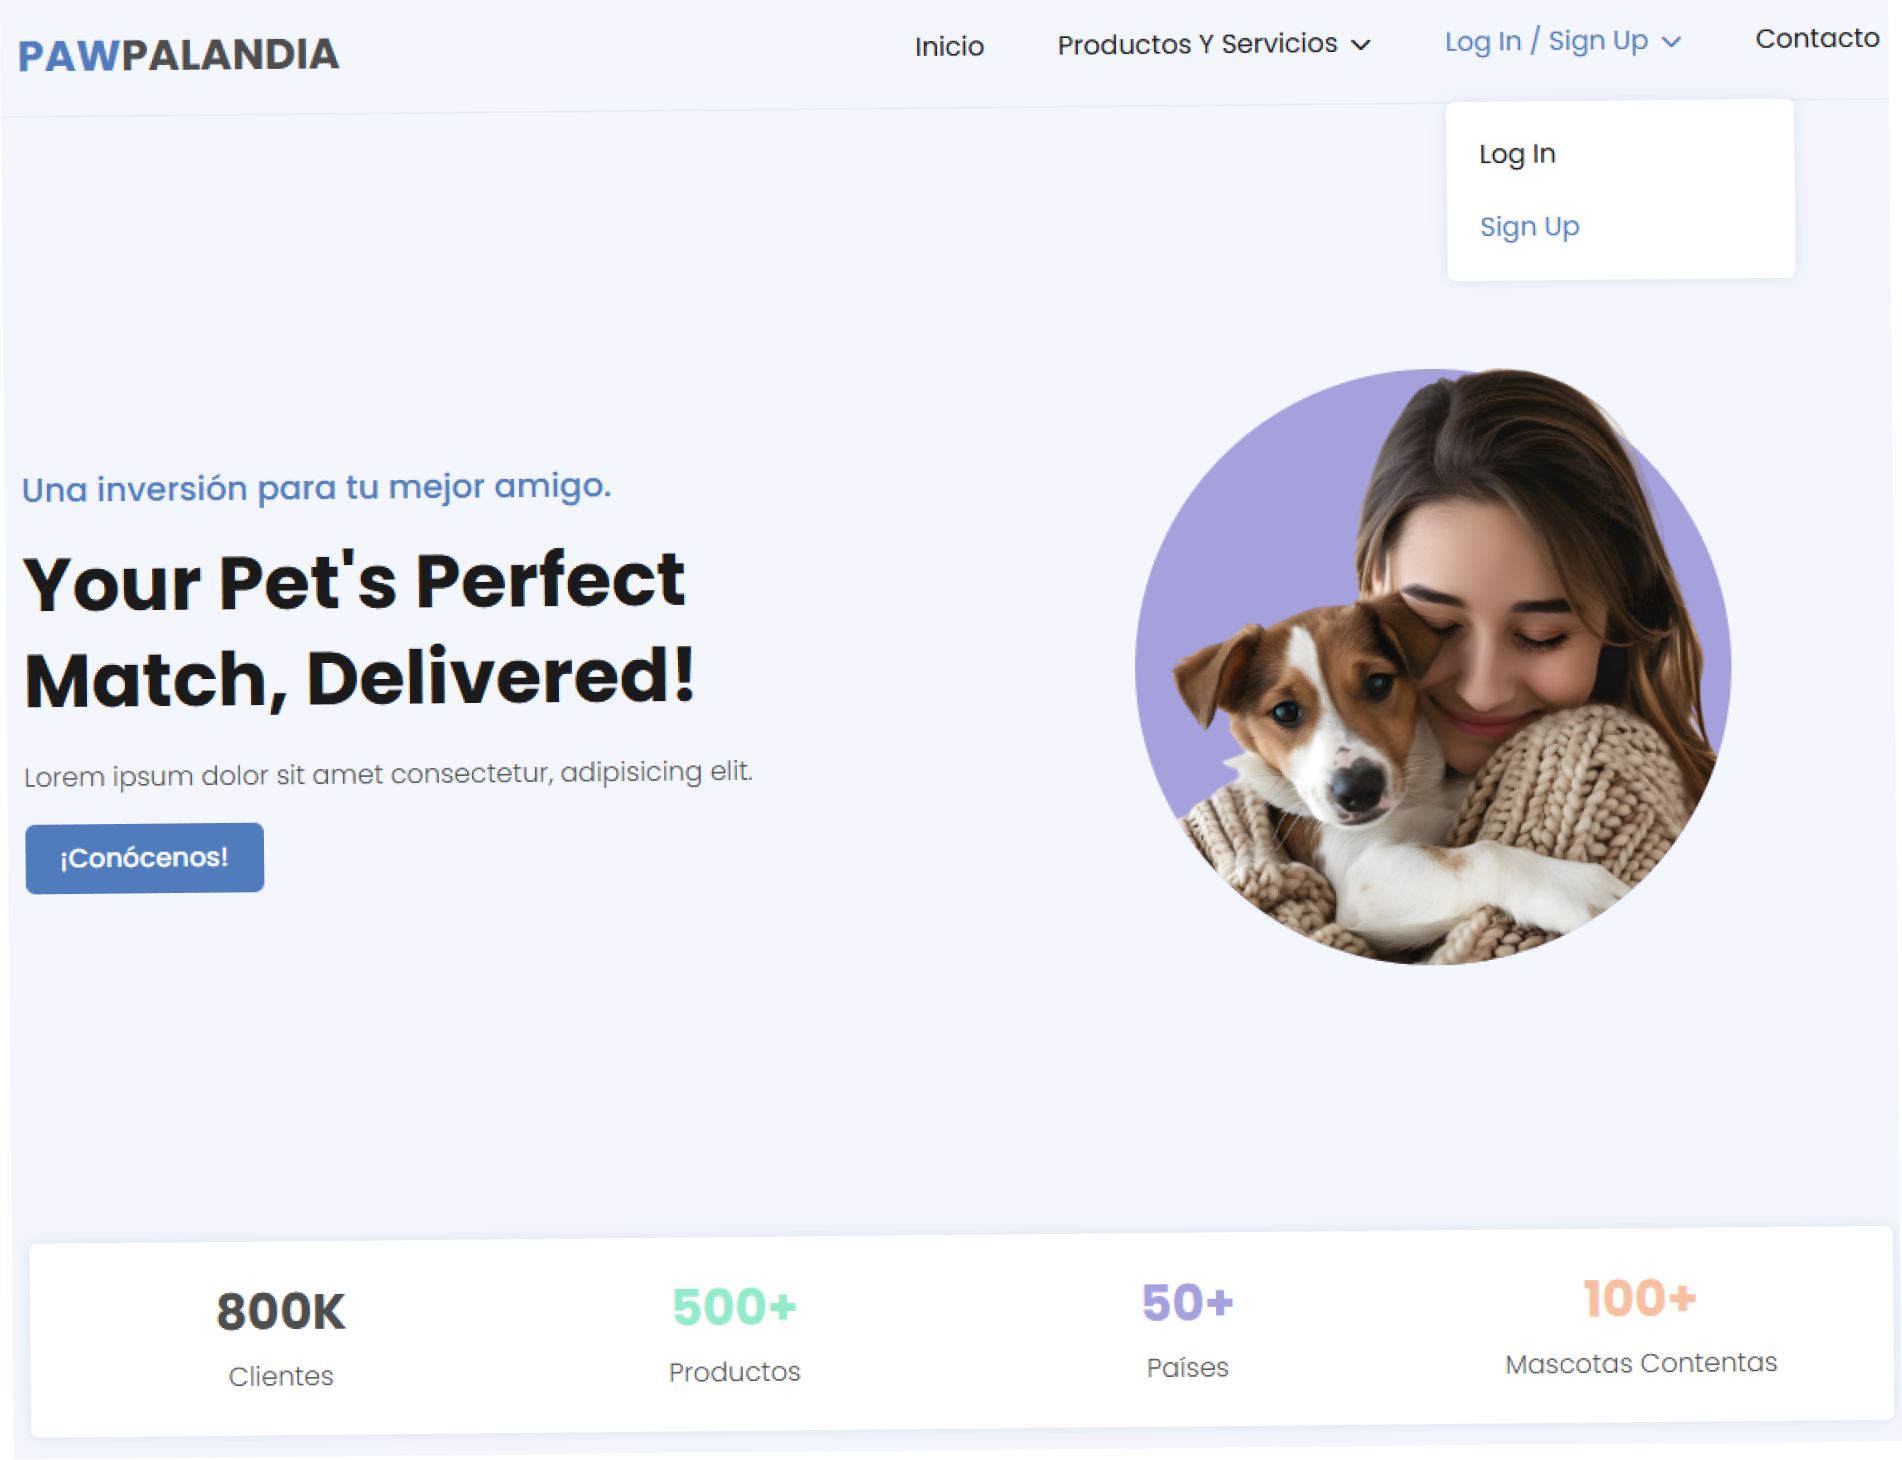 PAWPALANDIA
Inicio
Productos Y Servicios
Log In / Sign Up
Contacto
Log In
Sign Up
Una inversión para tu mejor amigo.
Your Pet's Perfect
Match, Delivered!
Lorem ipsum dolor sit amet consectetur, adipisicing elit.
¡Conócenos!
800K
Clientes
500+
Productos
50+
Países
100+
Mascotas Contentas